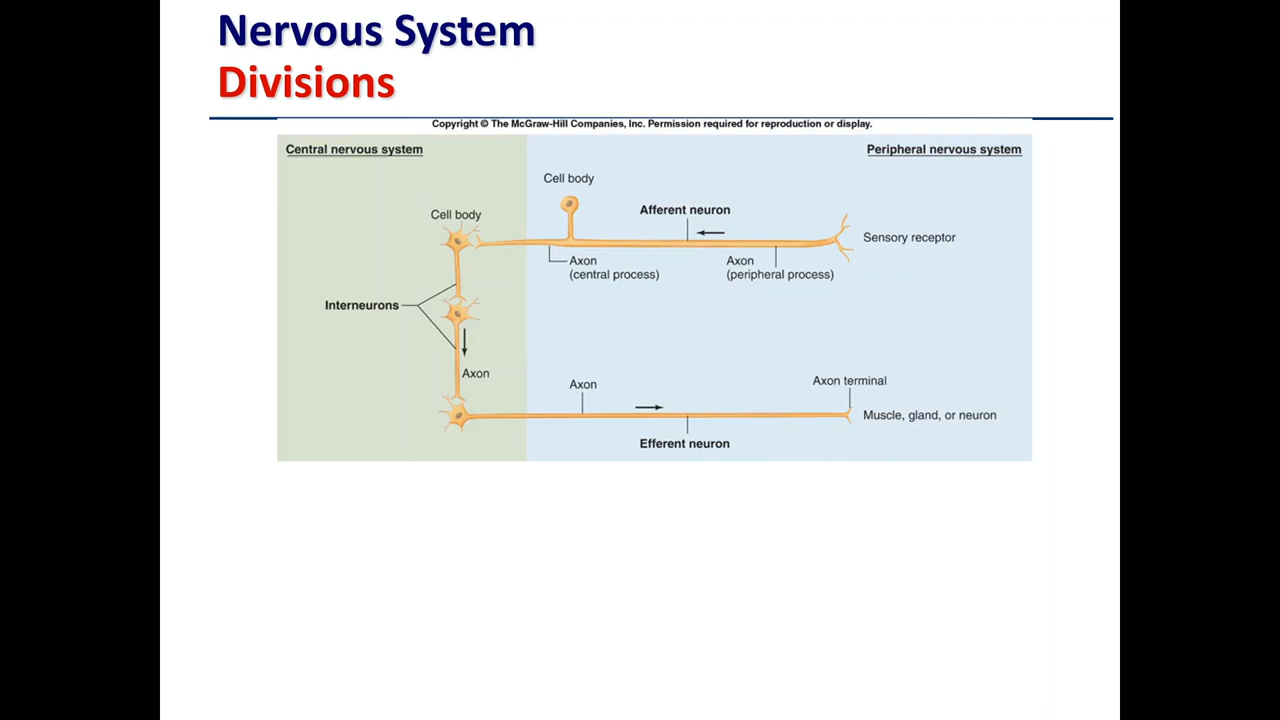 Nervous System
Divisions
Copyright © The McGraw-Hill Companies, Inc. Permission required for reproduction or display.
Central nervous system
Peripheral nervous system
Cell body
Cell body
Afferent neuron
Sensory receptor
Axon
(central process)
Axon
(peripheral process)
Interneurons
Axon
Axon
Axon terminal
Muscle, gland, or neuron
Efferent neuron